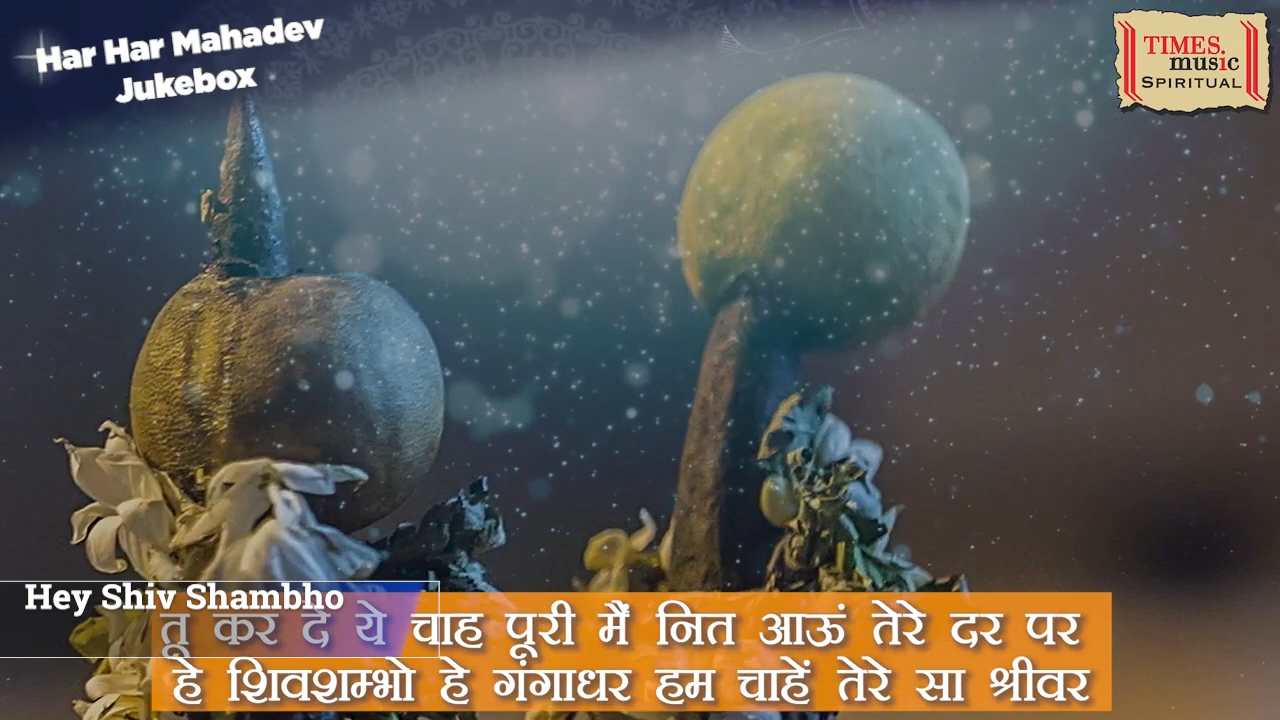 Har Har Mahadev
Jukebox
TIMES.
music
SPIRITUAL
Hey Shiv Shambho
तू कर दे ये चाह पूरी मैं नित आऊं तेरे दर पर
हे शिवशम्भो हे गंगाधर हम चाहें तेरे सा श्रीवर